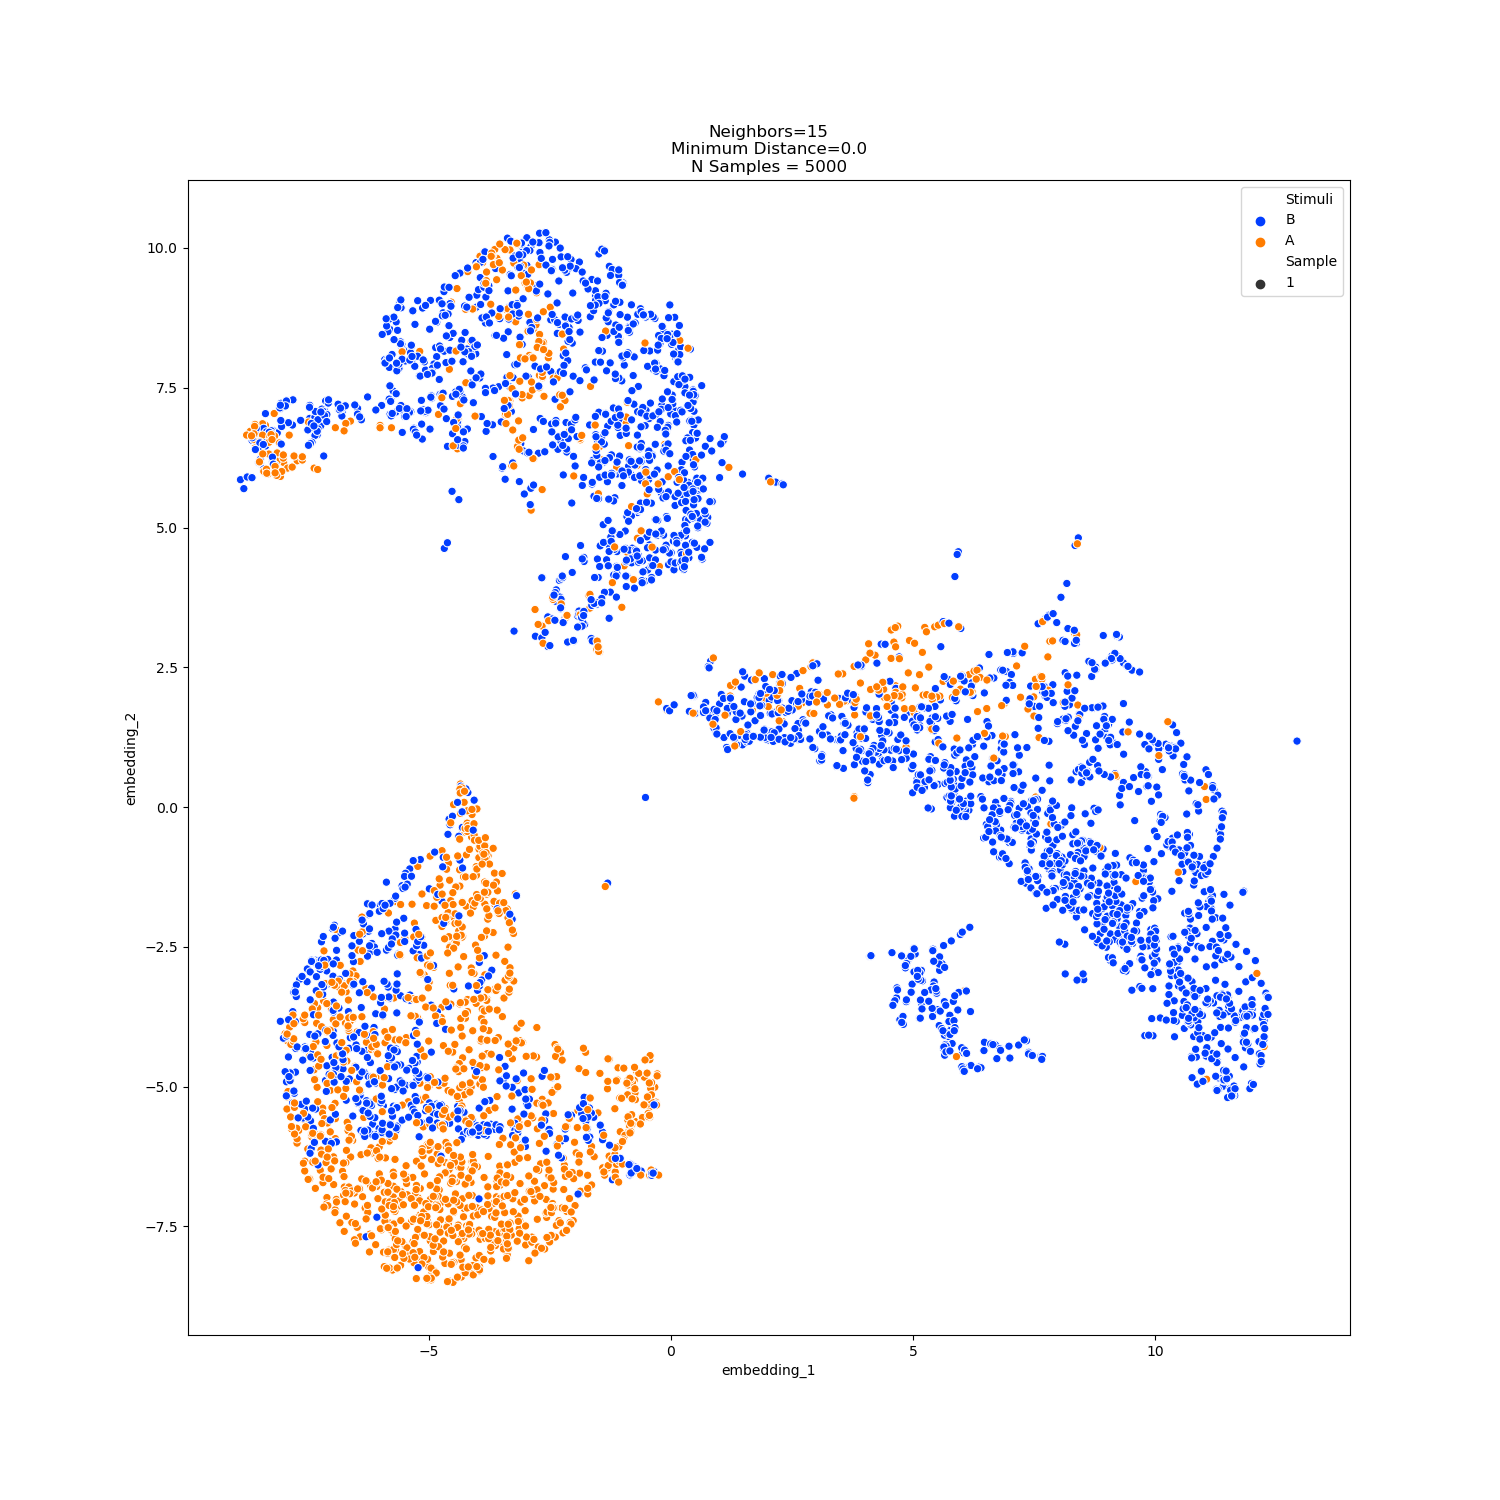 Neighbors=15
Minimum Distance=0.0
N Samples = 5000
Stimuli
B
A
Sample
1
10.0
7.5
5.0
2.5
0.0
−2.5
−5.0
−7.5
embedding_2
−5
0
5
10
embedding_1